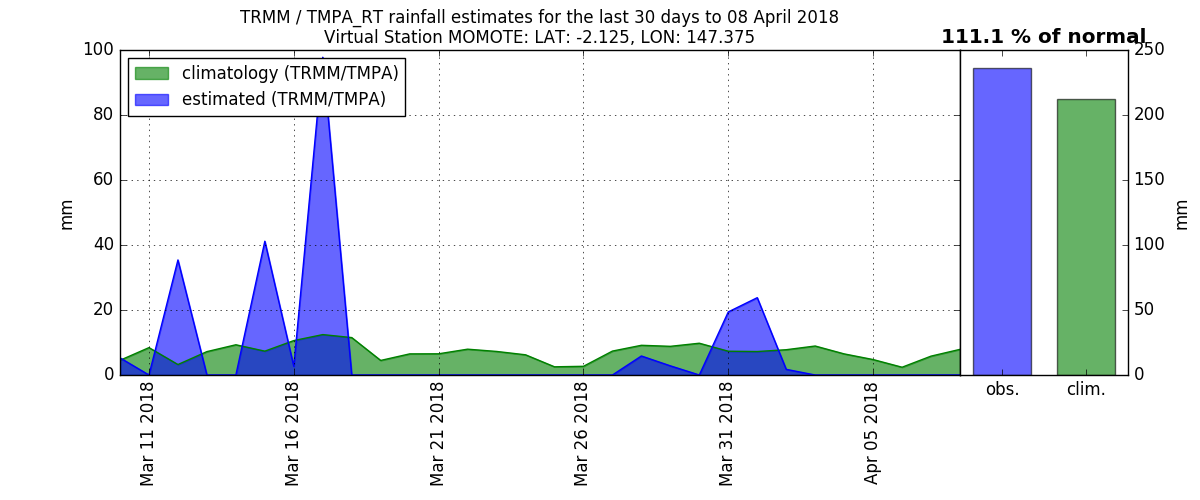 TRMM / TMPA_RT rainfall estimates for the last 30 days to 08 April 2018
Virtual Station MOMOTE: LAT: -2.125, LON: 147.375
111.1 % of normal
climatology (TRMM/TMPA)
estimated (TRMM/TMPA)
100
80
60
40
20
0
mm
250
200
150
100
50
0
mm
Mar 11 2018
Mar 16 2018
Mar 21 2018
Mar 26 2018
Mar 31 2018
Apr 05 2018
obs.
clim.